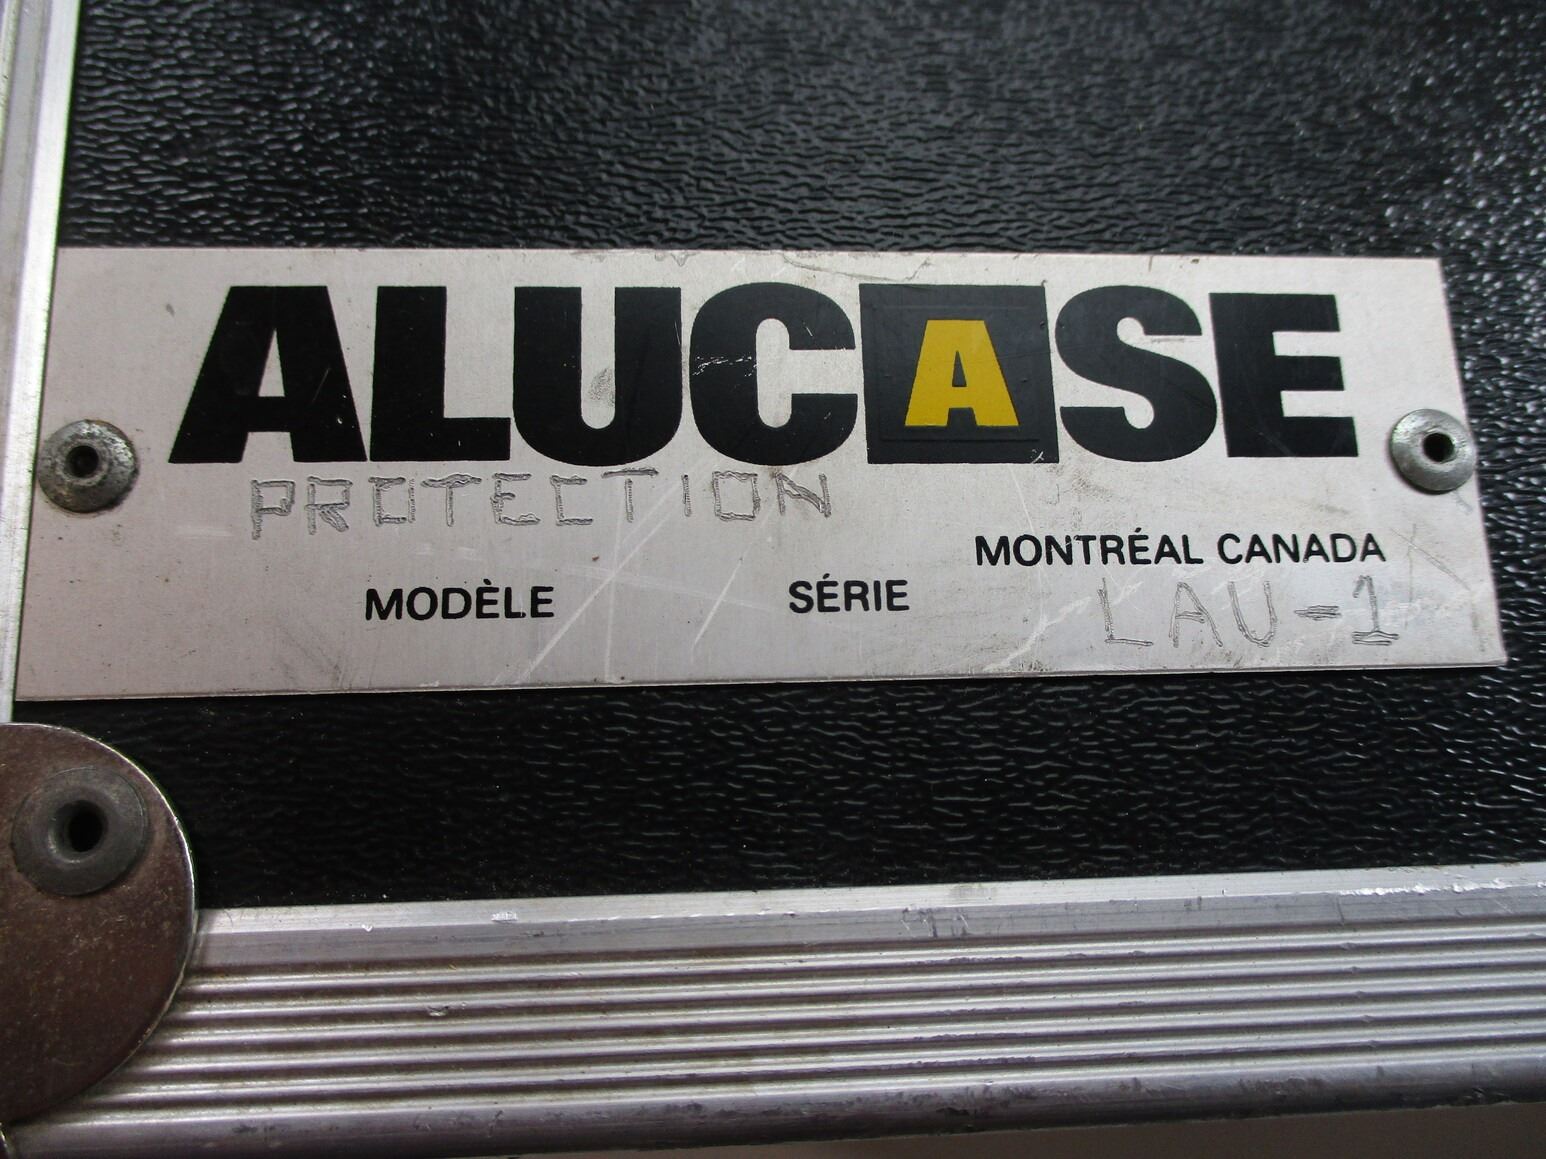 ALUCASE
PROTECTION
MONTRÉAL CANADA
MODÈLE SÉRIE
LAU-1